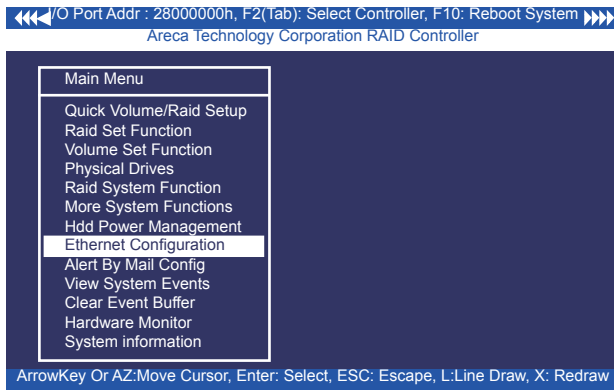 /O Port Addr : 28000000h, F2(Tab): Select Controller, F10: Reboot System
Areca Technology Corporation RAID Controller
Main Menu
Quick Volume/Raid Setup
Raid Set Function
Volume Set Function
Physical Drives
Raid System Function
More System Functions
Hdd Power Management
Ethernet Configuration
Alert By Mail Config
View System Events
Clear Event Buffer
Hardware Monitor
System information
ArrowKey Or AZ:Move Cursor, Enter: Select, ESC: Escape, L:Line Draw, X: Redraw